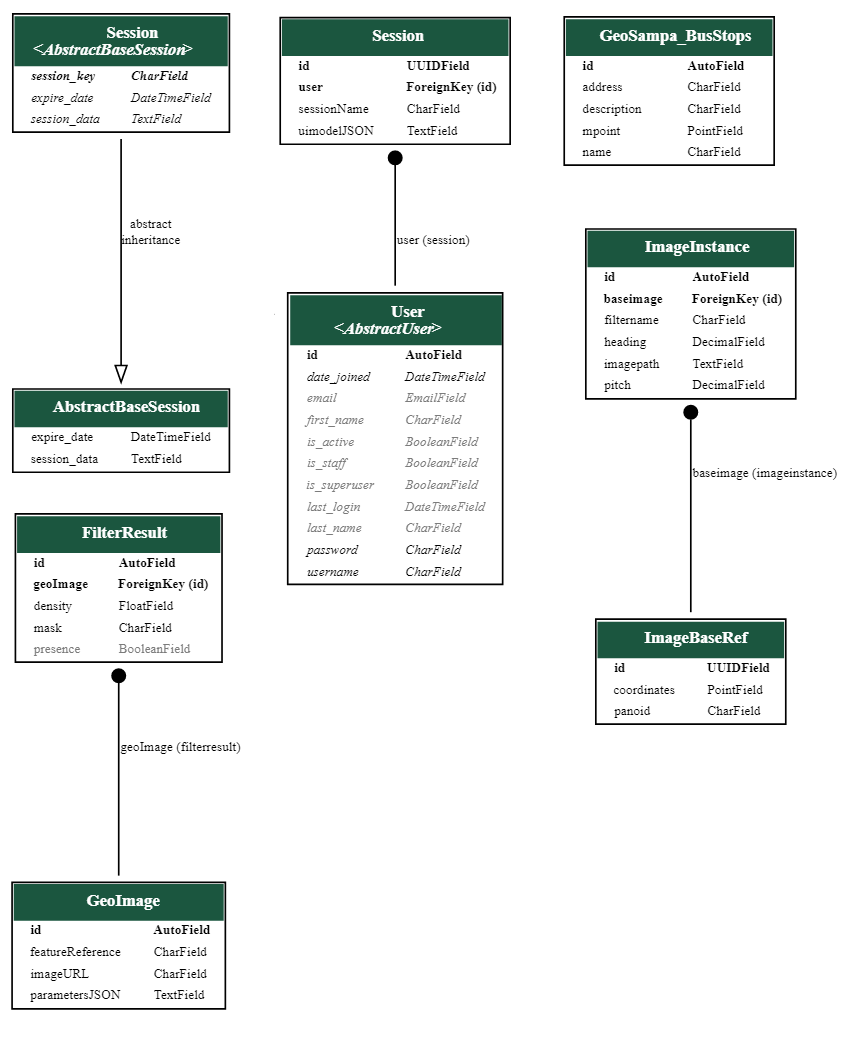 Session
<AbstractBaseSession>
session_key CharField
expire_date DateTimeField
session_data TextField
abstract
inheritance
AbstractBaseSession
expire_date DateTimeField
session_data TextField
FilterResult
id AutoField
geoImage ForeignKey (id)
density FloatField
mask CharField
presence BooleanField
geoImage (filterresult)
GeoImage
id AutoField
featureReference CharField
imageURL CharField
parametersJSON TextField
Session
id UUIDField
user ForeignKey (id)
sessionName CharField
uimodelJSON TextField
user (session)
User
<AbstractUser>
id AutoField
date_joined DateTimeField
email EmailField
first_name CharField
is_active BooleanField
is_staff BooleanField
is_superuser BooleanField
last_login DateTimeField
last_name CharField
password CharField
username CharField
GeoSampa_BusStops
id AutoField
address CharField
description CharField
mpoint PointField
name CharField
ImageInstance
id AutoField
baseimage ForeignKey (id)
filtername CharField
heading DecimalField
imagepath TextField
pitch DecimalField
baseimage (imageinstance)
ImageBaseRef
id UUIDField
coordinates PointField
panoid CharField